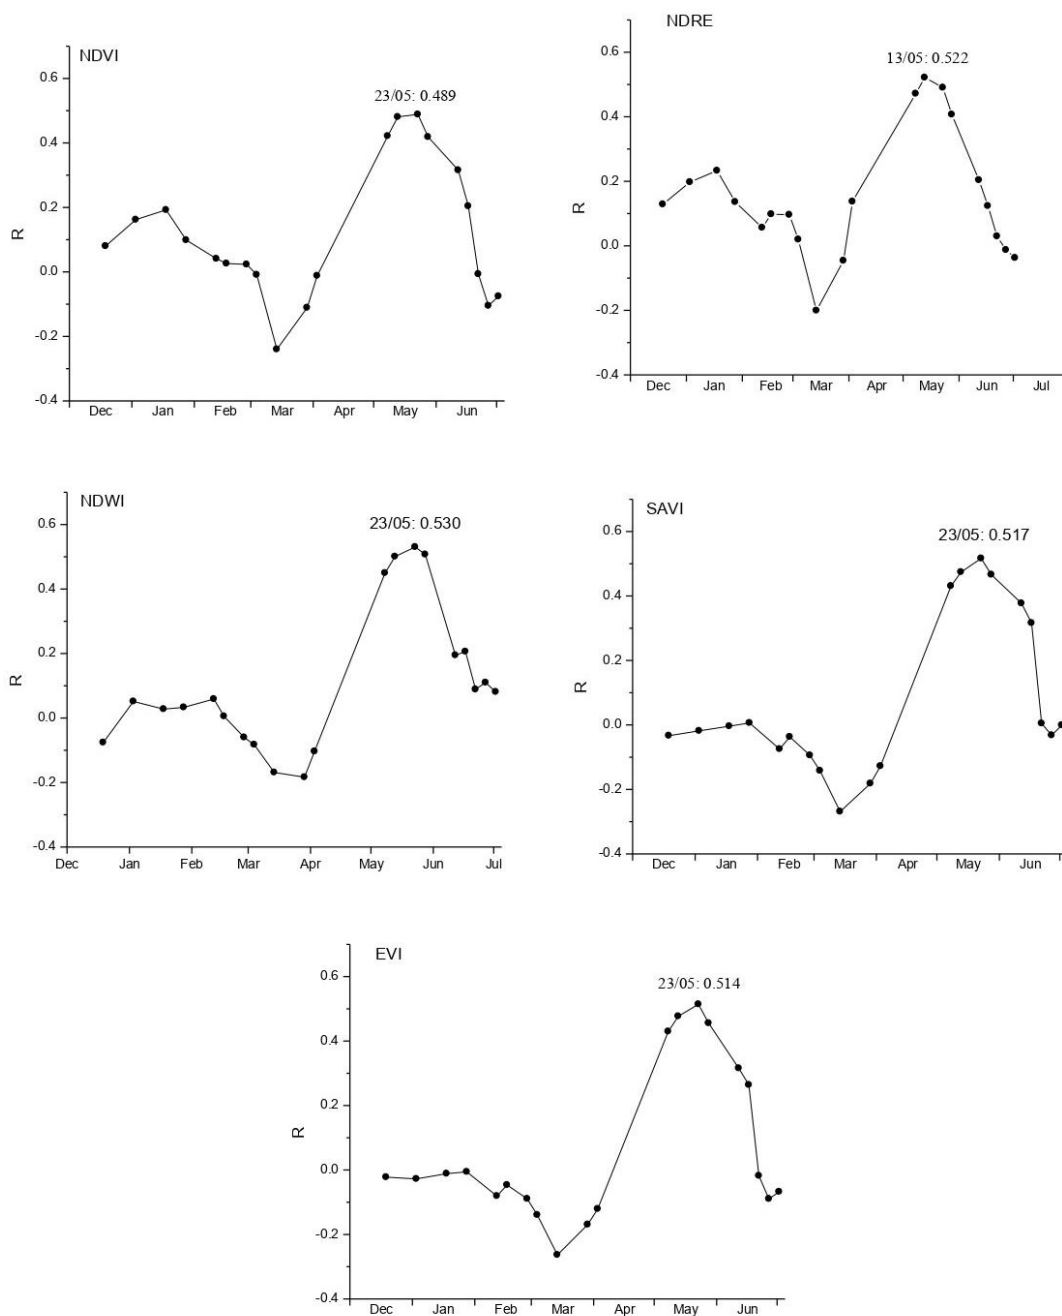 NDVI
23/05: 0.489
0.6
0.4
0.2
0.0
-0.2
-0.4
R
Dec Jan Feb Mar Apr May Jun
NDRE
13/05: 0.522
0.6
0.4
0.2
0.0
-0.2
-0.4
R
Dec Jan Feb Mar Apr May Jun Jul
NDWI
23/05: 0.530
0.6
0.4
0.2
0.0
-0.2
-0.4
R
Dec Jan Feb Mar Apr May Jun Jul
SAVI
23/05: 0.517
0.6
0.4
0.2
0.0
-0.2
-0.4
R
Dec Jan Feb Mar Apr May Jun
EVI
23/05: 0.514
0.6
0.4
0.2
0.0
-0.2
-0.4
R
Dec Jan Feb Mar Apr May Jun